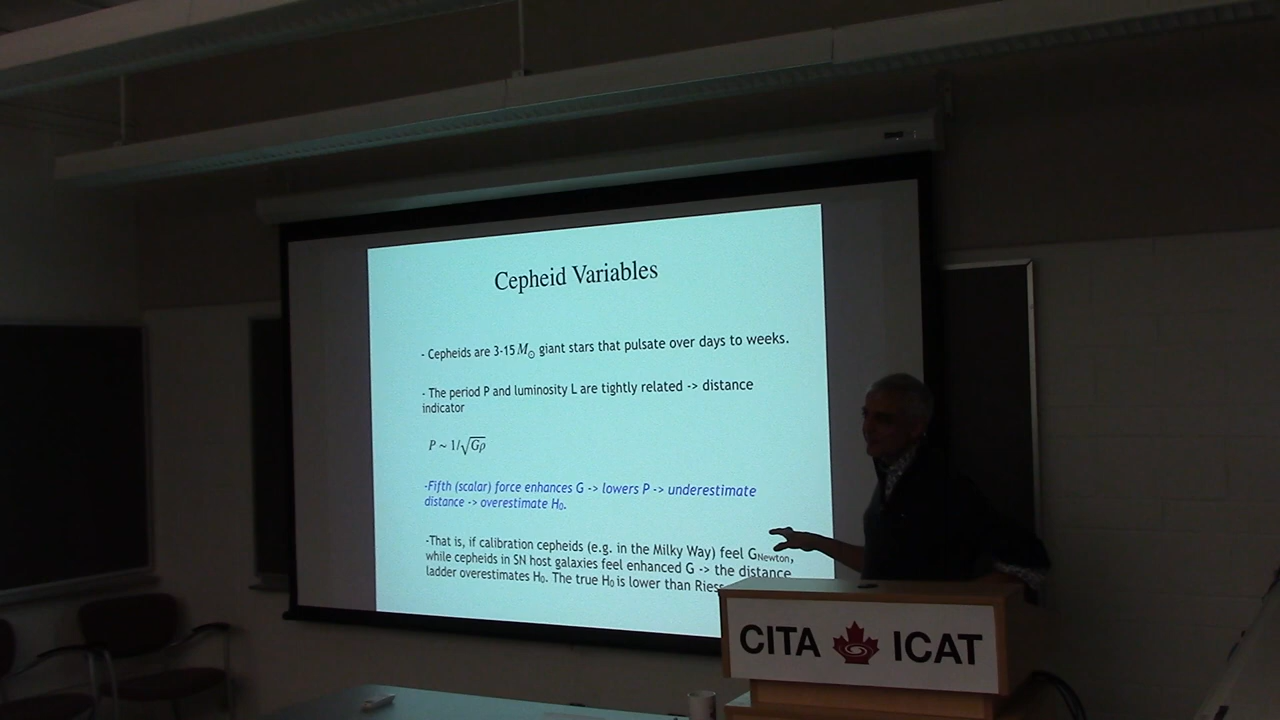 Cepheid Variables
- Cepheids are 3-15 M☉ giant stars that pulsate over days to weeks.
- The period P and luminosity L are tightly related -> distance
indicator
P ~ 1/√Gρ
-Fifth (scalar) force enhances G -> lowers P -> underestimate
distance -> overestimate H₀.
-That is, if calibration cepheids (e.g. in the Milky Way) feel G_Newton,
while cepheids in SN host galaxies feel enhanced G -> the distance
ladder overestimates H₀. The true H₀ is lower than Riess
CITA ICAT